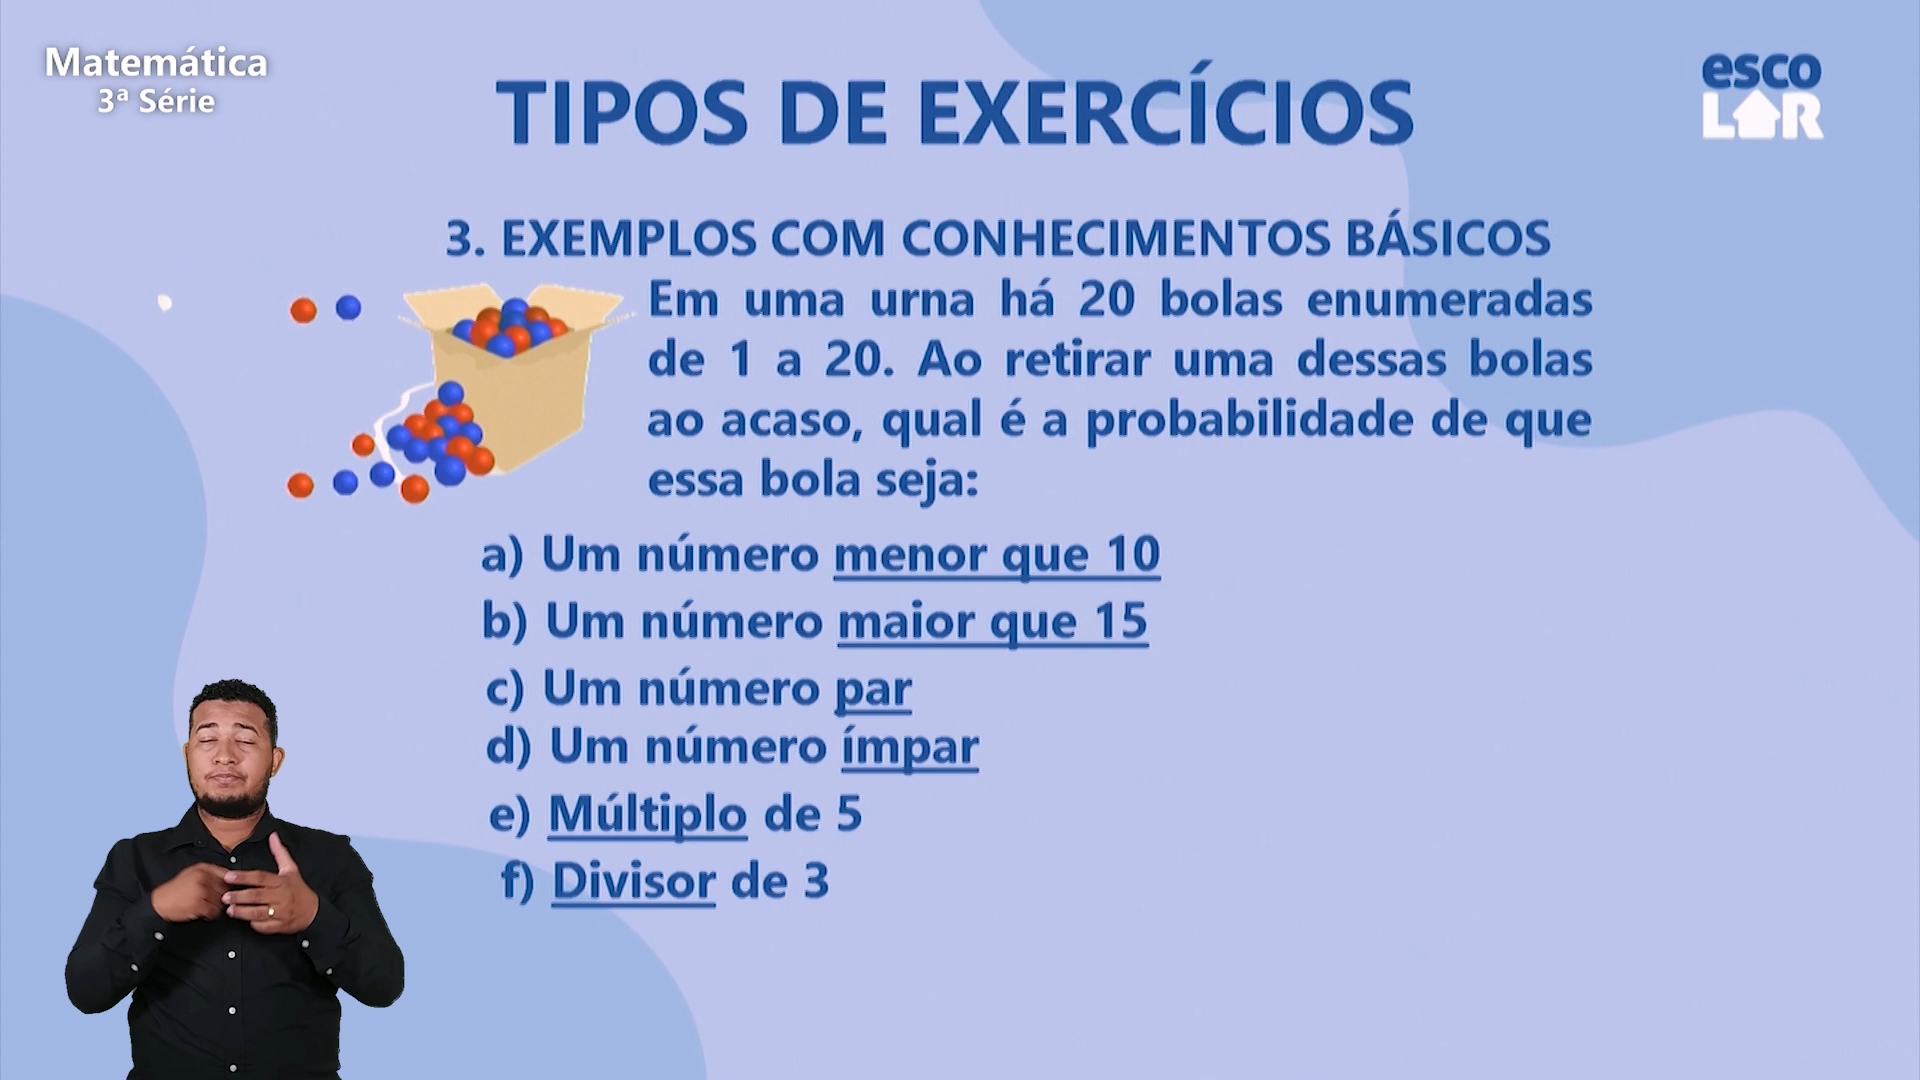 Matemática
3ª Série
TIPOS DE EXERCÍCIOS
esco
LAR
3. EXEMPLOS COM CONHECIMENTOS BÁSICOS
Em uma urna há 20 bolas enumeradas
de 1 a 20. Ao retirar uma dessas bolas
ao acaso, qual é a probabilidade de que
essa bola seja:
a) Um número menor que 10
b) Um número maior que 15
c) Um número par
d) Um número ímpar
e) Múltiplo de 5
f) Divisor de 3